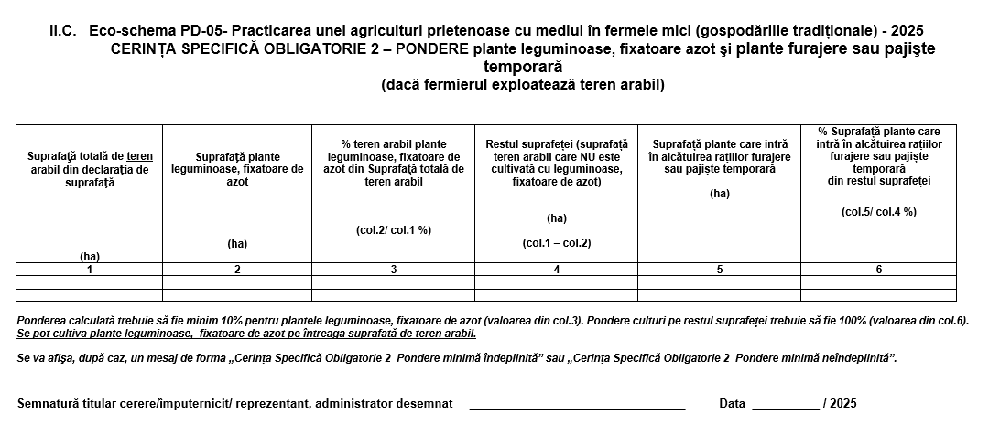 II.C. Eco-schema PD-05- Practicarea unei agriculturi prietenoase cu mediul în fermele mici (gospodăriile tradiționale) - 2025
CERINȚA SPECIFICĂ OBLIGATORIE 2 – PONDERE plante leguminoase, fixatoare azot şi plante furajere sau pajişte
temporară
(dacă fermierul exploatează teren arabil)
Suprafaţă totală de teren
arabil din declaraţia de
suprafaţă
(ha)
Suprafaţă plante
leguminoase, fixatoare de
azot
(ha)
% teren arabil plante
leguminoase, fixatoare de
azot din Suprafaţă totală de
teren arabil
(col.2/ col.1 %)
Restul suprafeței (suprafață
teren arabil care NU este
cultivată cu leguminoase,
fixatoare de azot)
(ha)
(col.1 – col.2)
Suprafață plante care intră
în alcătuirea rațiilor furajere
sau pajiște temporară
(ha)
% Suprafață plante care
intră în alcătuirea rațiilor
furajere sau pajiște
temporară
din restul suprafeței
(col.5/ col.4 %)
1 2 3 4 5 6
Ponderea calculată trebuie să fie minim 10% pentru plantele leguminoase, fixatoare de azot (valoarea din col.3). Pondere culturi pe restul suprafeței trebuie să fie 100% (valoarea din col.6).
Se pot cultiva plante leguminoase, fixatoare de azot pe întreaga suprafată de teren arabil.
Se va afişa, după caz, un mesaj de forma „Cerința Specifică Obligatorie 2 Pondere minimă îndeplinită” sau „Cerința Specifică Obligatorie 2 Pondere minimă neîndeplinită”.
Semnatură titular cerere/imputernicit/ reprezentant, administrator desemnat ________________________________ Data __________ / 2025